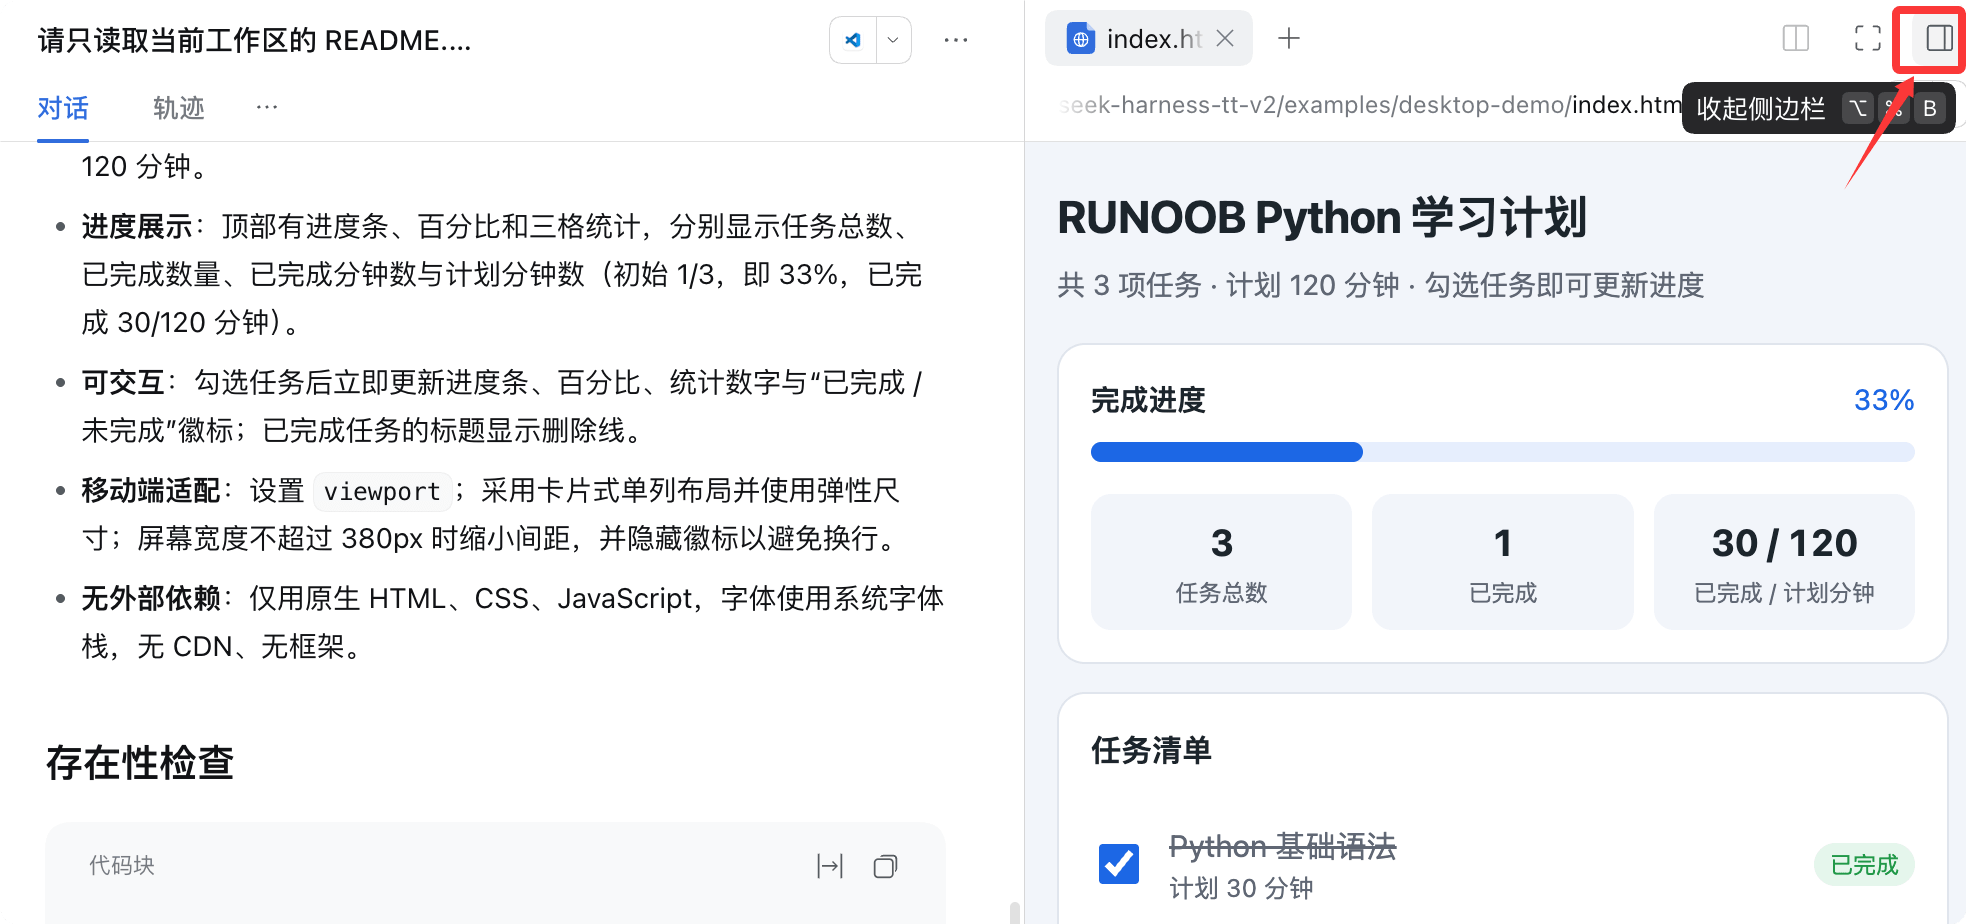 请只读取当前工作区的 README....
对话 轨迹 ...
120 分钟。
进度展示：顶部有进度条、百分比和三格统计，分别显示任务总数、
已完成数量、已完成分钟数与计划分钟数（初始 1/3，即 33%，已完
成 30/120 分钟）。
可交互：勾选任务后立即更新进度条、百分比、统计数字与“已完成 /
未完成”徽标；已完成任务的标题显示删除线。
移动端适配：设置 viewport；采用卡片式单列布局并使用弹性尺
寸；屏幕宽度不超过 380px 时缩小间距，并隐藏徽标以避免换行。
无外部依赖：仅用原生 HTML、CSS、JavaScript，字体使用系统字体
栈，无 CDN、无框架。
存在性检查
代码块
index.ht
seek-harness-tt-v2/examples/desktop-demo/index.htm
收起侧边栏 ⌥ ⌘ B
RUNOOB Python 学习计划
共 3 项任务 · 计划 120 分钟 · 勾选任务即可更新进度
完成进度 33%
3 1 30 / 120
任务总数 已完成 已完成 / 计划分钟
任务清单
Python 基础语法
计划 30 分钟
已完成